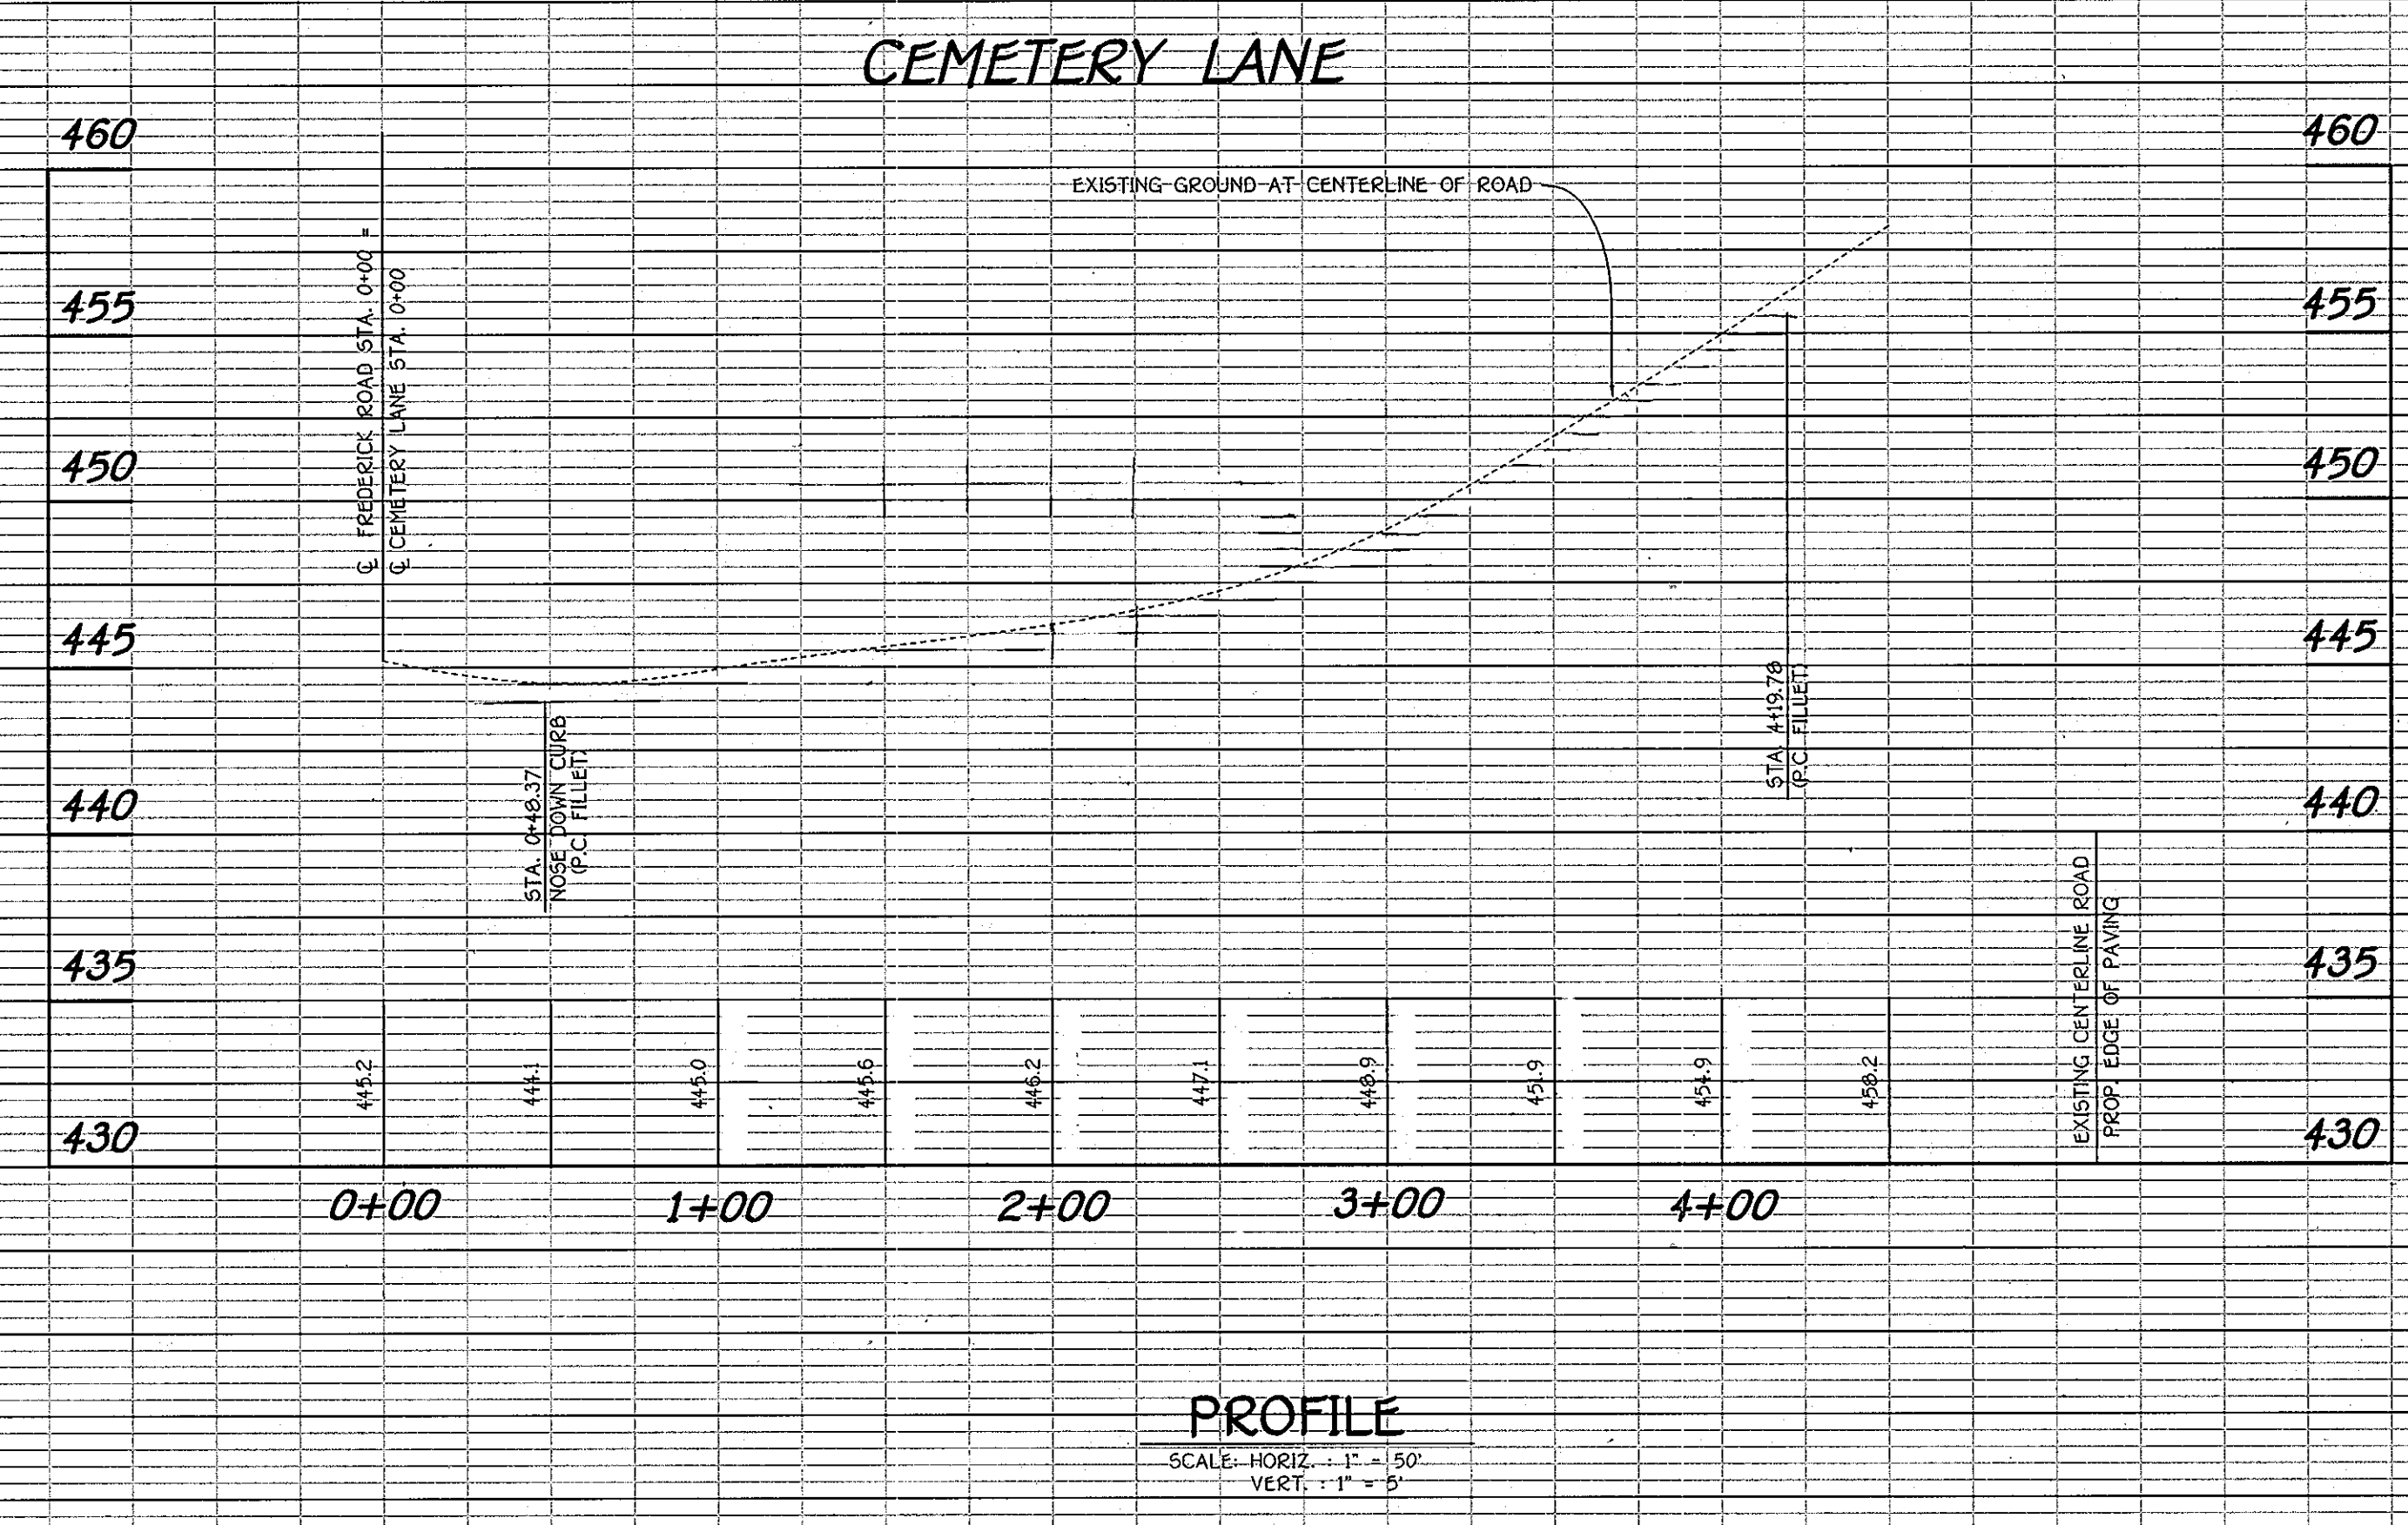 CEMETERY LANE
460
460
EXISTING GROUND AT CENTERLINE OF ROAD
℄ FREDERICK ROAD STA. 0+00 =
℄ CEMETERY LANE STA. 0+00
455
455
450
450
445
445
STA. 0+48.37
NOSE DOWN CURB
(P.C. FILLET)
STA. 4+19.78
(P.C. FILLET)
440
440
435
435
EXISTING CENTERLINE ROAD
PROP. EDGE OF PAVING
445.2
444.1
445.0
445.6
446.2
447.1
448.9
451.9
454.9
458.2
430
430
0+00
1+00
2+00
3+00
4+00
PROFILE
SCALE: HORIZ. : 1" = 50'
VERT. : 1" = 5'